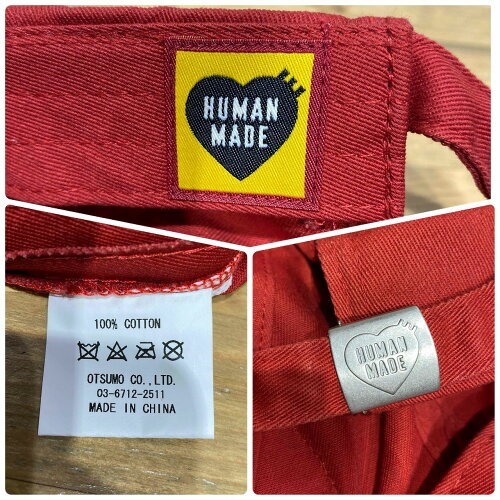 HUMAN
MADE
100% COTTON
OTSUMO CO.,LTD.
03-6712-2511
MADE IN CHINA
HUMAN
MADE